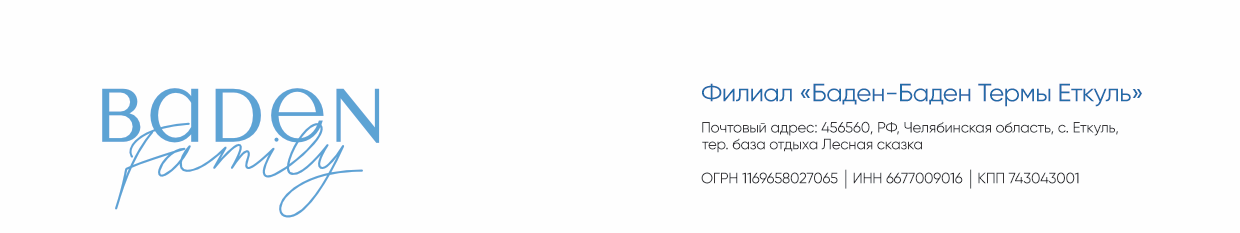 BaDeN
Family
Филиал «Баден-Баден Термы Еткуль»
Почтовый адрес: 456560, РФ, Челябинская область, с. Еткуль,
тер. база отдыха Лесная сказка
ОГРН 1169658027065 | ИНН 6677009016 | КПП 743043001